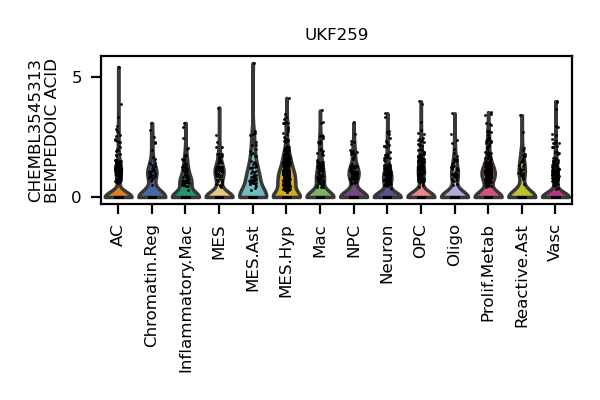 UKF259
CHEMBL3545313
BEMPEDOIC ACID
5
0
AC
Chromatin.Reg
Inflammatory.Mac
MES
MES.Ast
MES.Hyp
Mac
NPC
Neuron
OPC
Oligo
Prolif.Metab
Reactive.Ast
Vasc